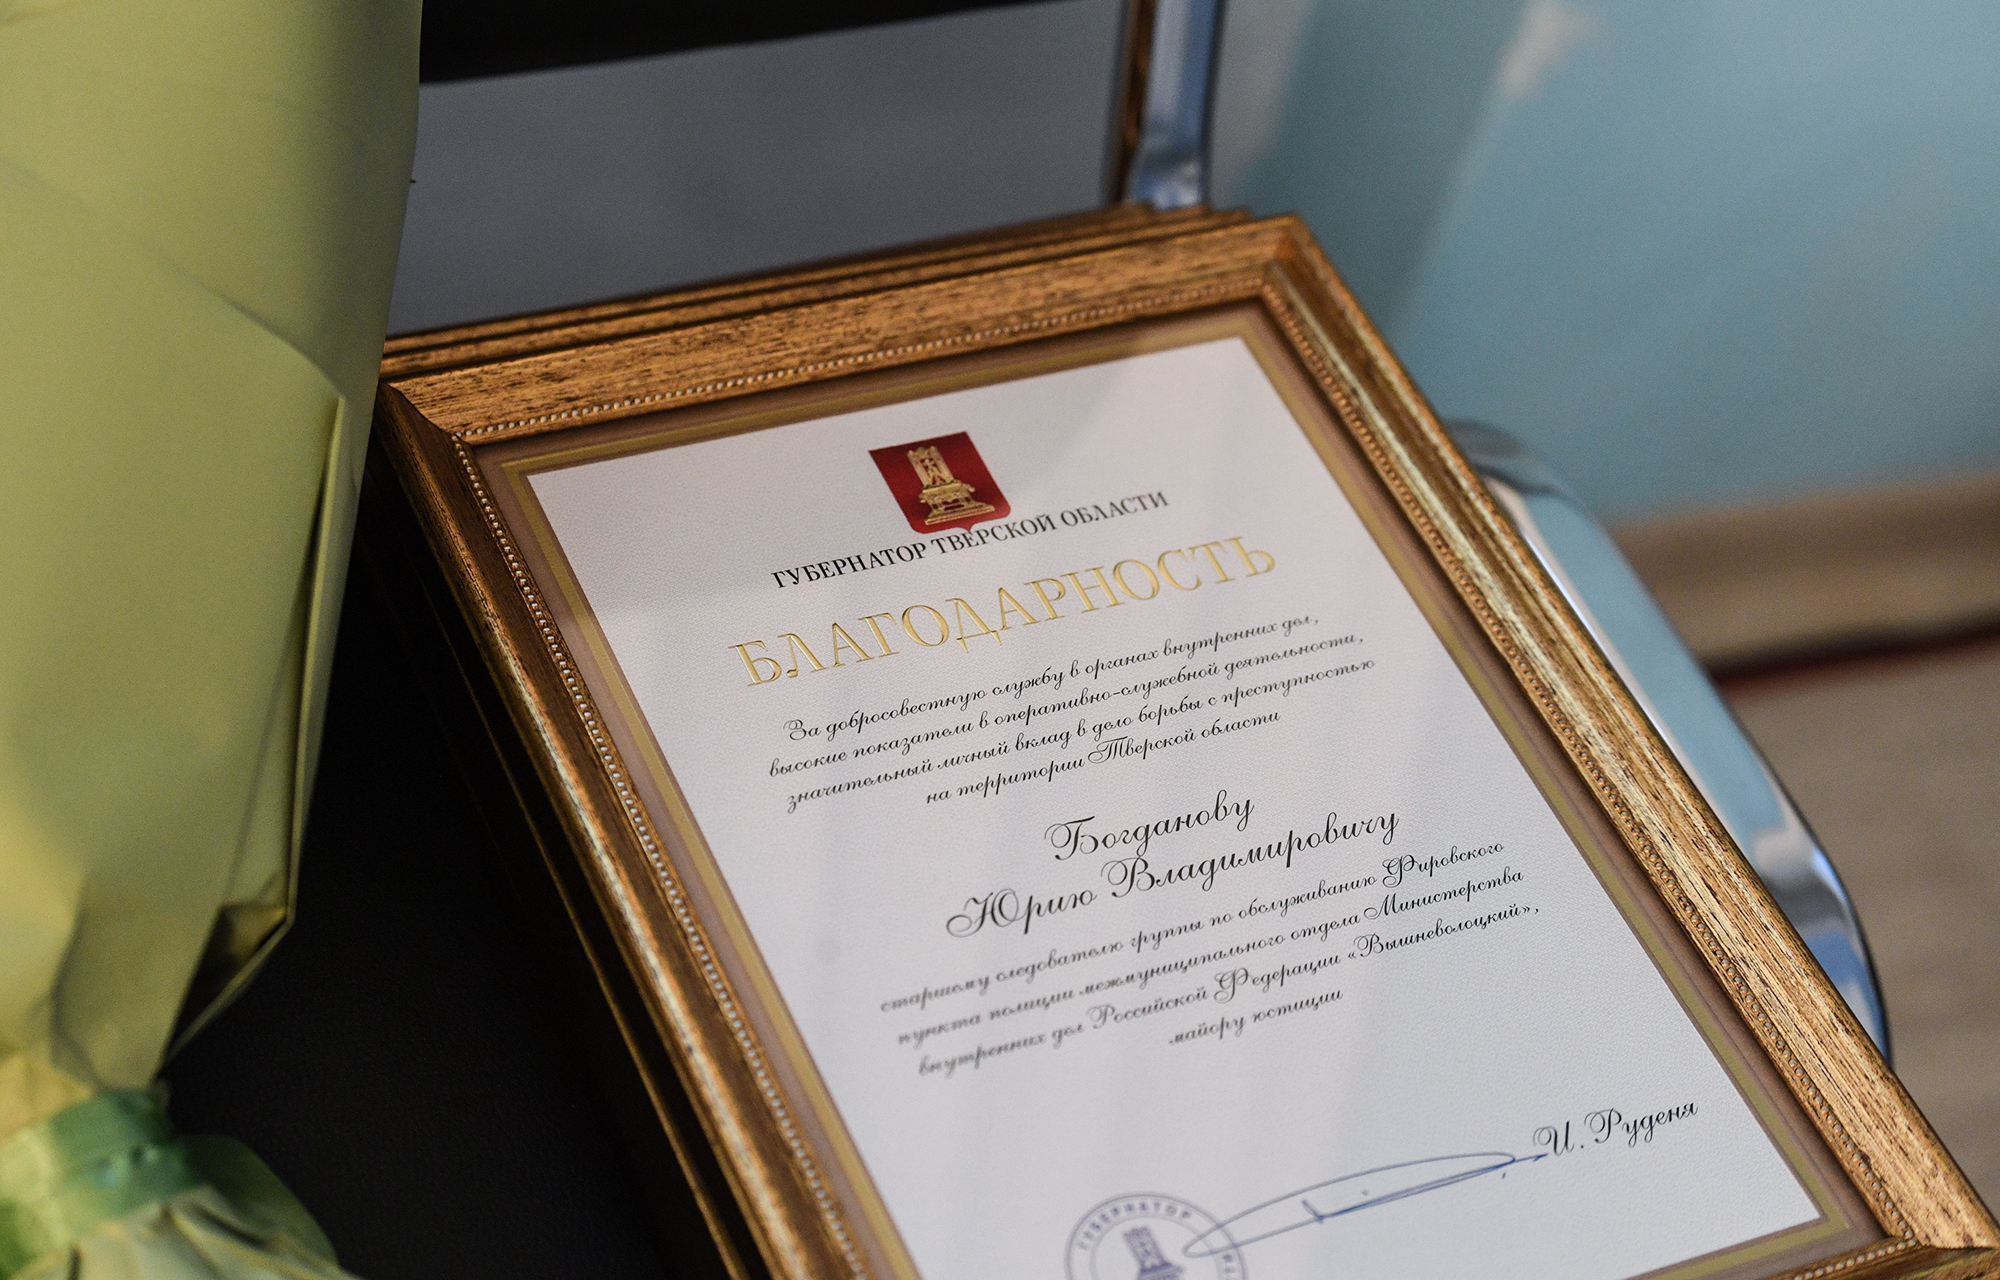 ГУБЕРНАТОР ТВЕРСКОЙ ОБЛАСТИ
БЛАГОДАРНОСТЬ
За добросовестную службу в органах внутренних дел,
высокие показатели в оперативно-служебной деятельности,
значительный личный вклад в дело борьбы с преступностью
на территории Тверской области
Богданову
Юрию Владимировичу
старшему следователю группы по обслуживанию Фировского
пункта полиции межмуниципального отдела Министерства
внутренних дел Российской Федерации «Вышневолоцкий»,
майору юстиции
И. Руденя
ГУБЕРНАТОР